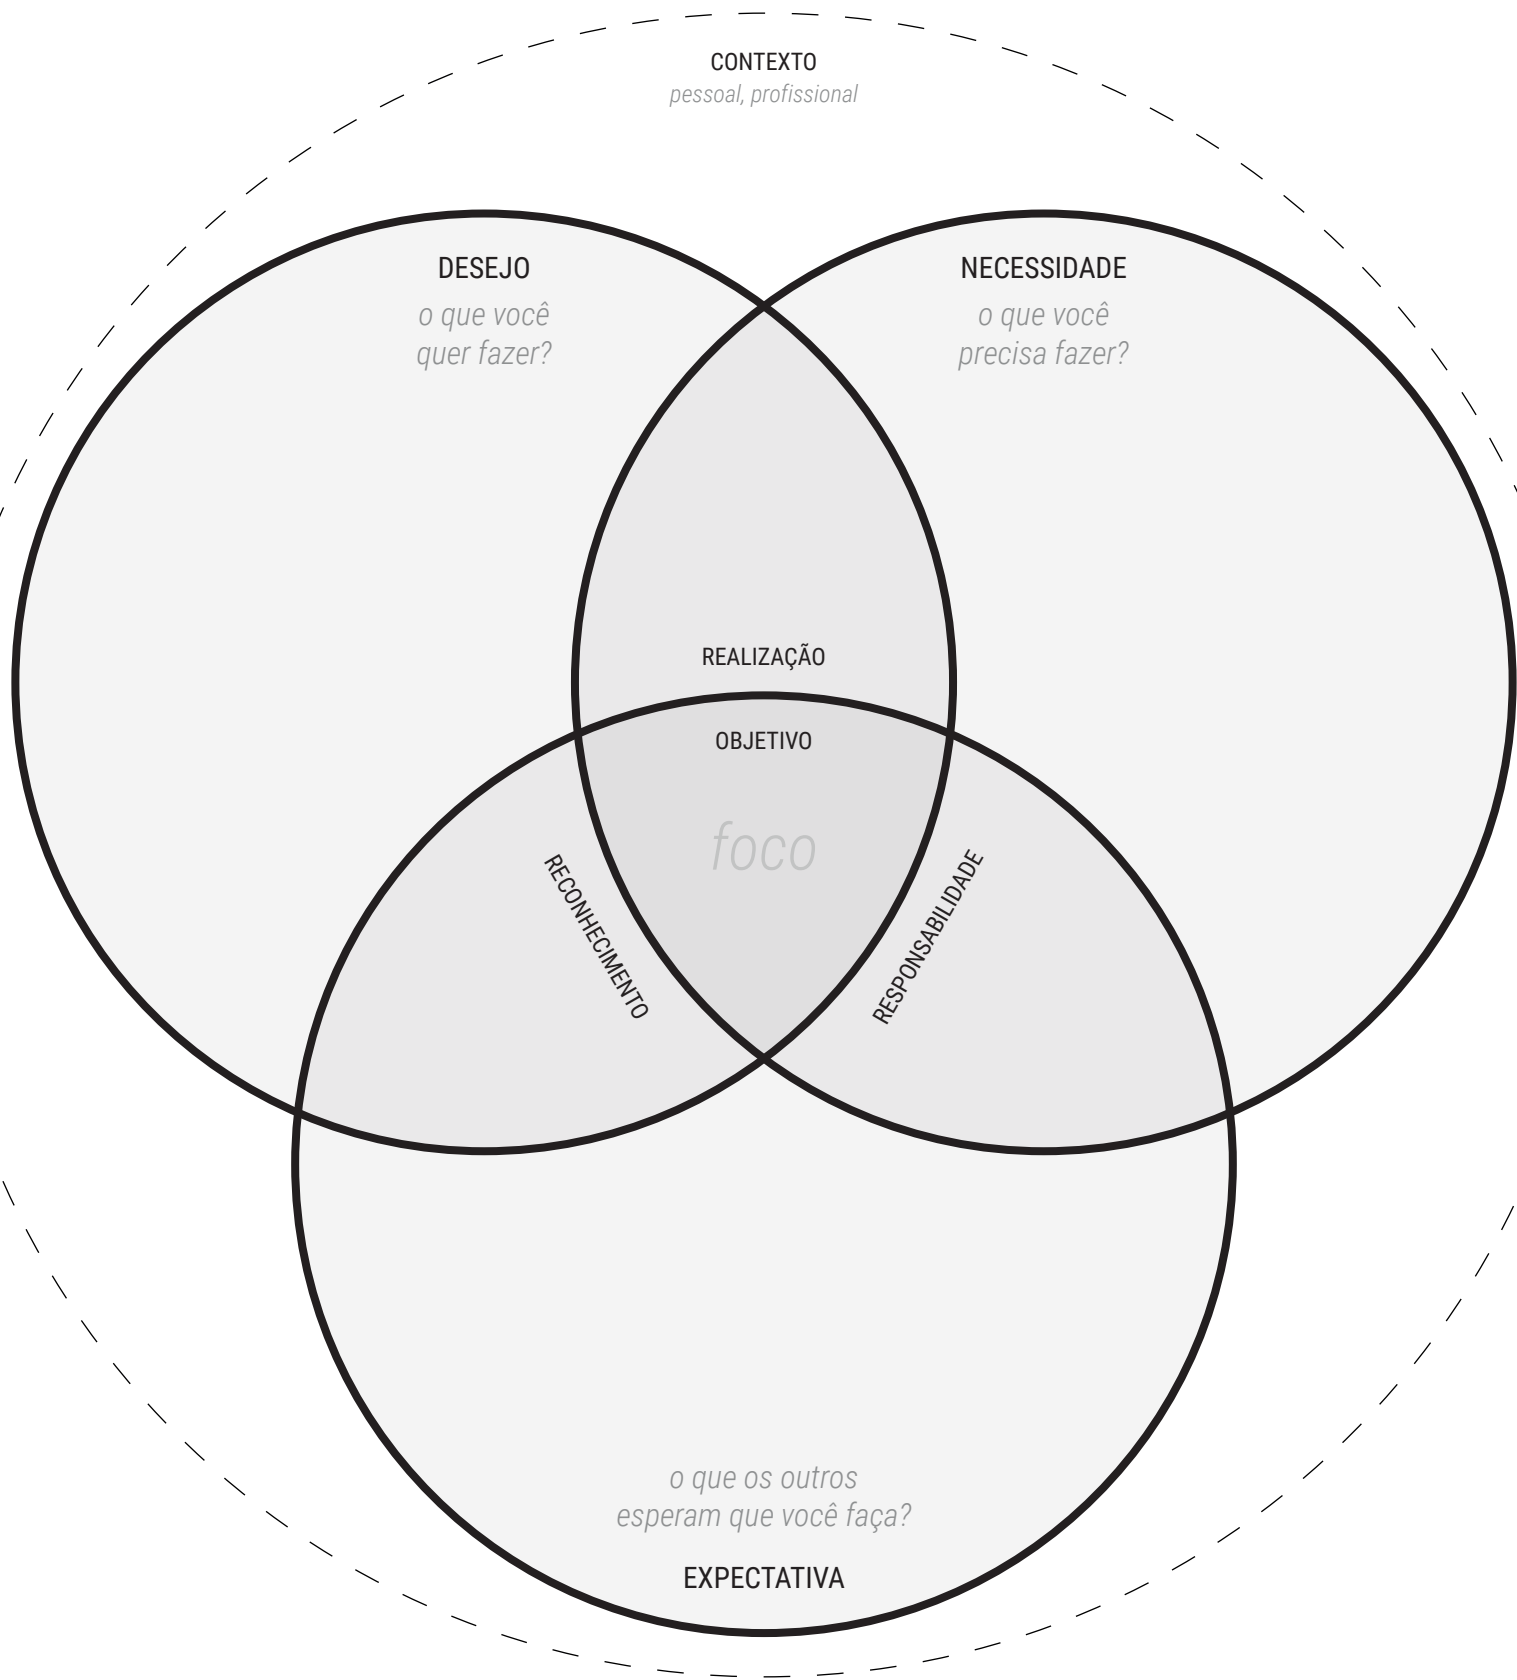 CONTEXTO
pessoal, profissional
DESEJO
o que você
quer fazer?
NECESSIDADE
o que você
precisa fazer?
REALIZAÇÃO
OBJETIVO
foco
RECONHECIMENTO
RESPONSABILIDADE
o que os outros
esperam que você faça?
EXPECTATIVA